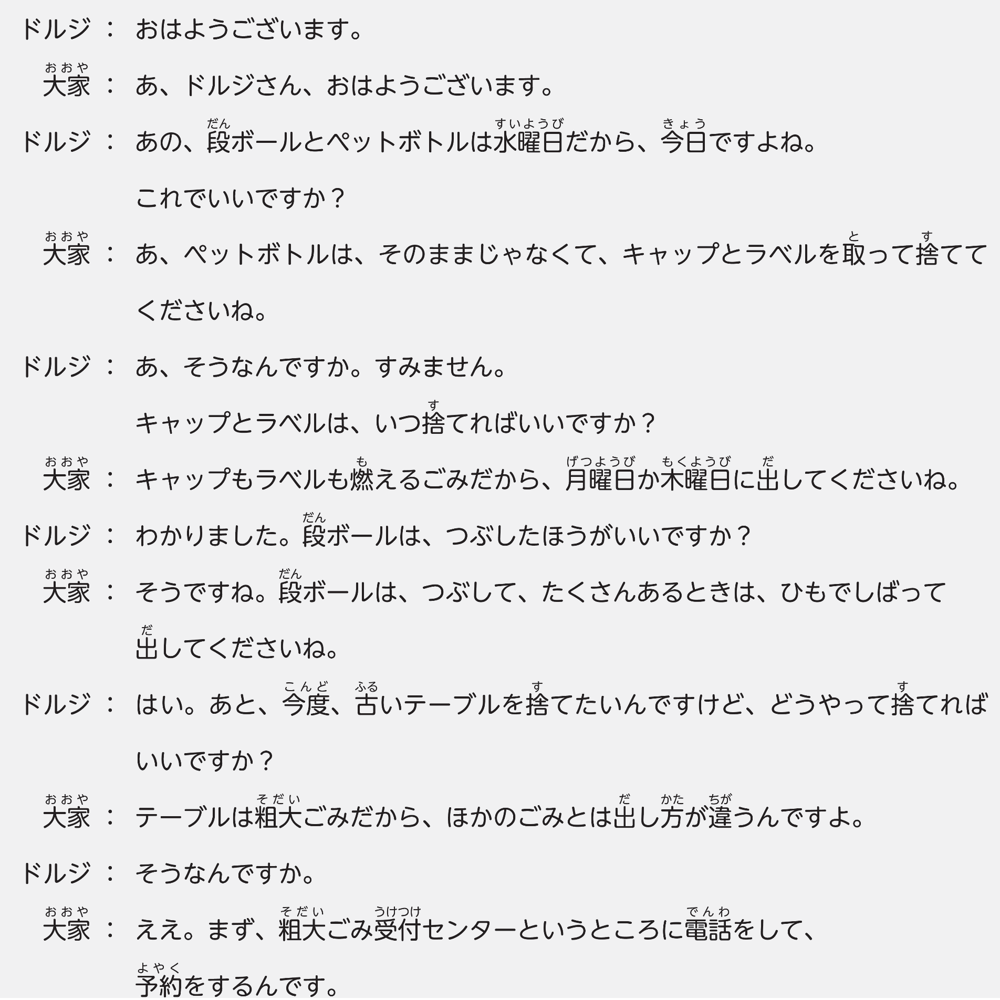 ドルジ：おはようございます。
大家：あ、ドルジさん、おはようございます。
ドルジ：あの、段ボールとペットボトルは水曜日だから、今日ですよね。
これでいいですか？
大家：あ、ペットボトルは、そのままじゃなくて、キャップとラベルを取って捨てて
くださいね。
ドルジ：あ、そうなんですか。すみません。
キャップとラベルは、いつ捨てればいいですか？
大家：キャップもラベルも燃えるごみだから、月曜日か木曜日に出してくださいね。
ドルジ：わかりました。段ボールは、つぶしたほうがいいですか？
大家：そうですね。段ボールは、つぶして、たくさんあるときは、ひもでしばって
出してくださいね。
ドルジ：はい。あと、今度、古いテーブルを捨てたいんですけど、どうやって捨てれば
いいですか？
大家：テーブルは粗大ごみだから、ほかのごみとは出し方が違うんですよ。
ドルジ：そうなんですか。
大家：ええ。まず、粗大ごみ受付センターというところに電話をして、
予約をするんです。